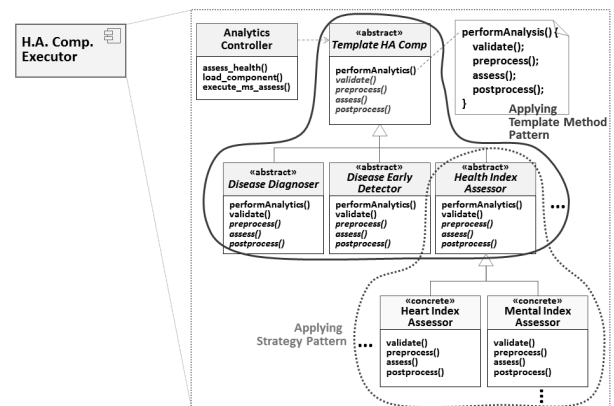 H.A. Comp.
Executor
Analytics
Controller
assess_health()
load_component()
execute_ms_assess()
«abstract»
Template HA Comp
performAnalytics()
validate()
preprocess()
assess()
postprocess()
performAnalysis() {
validate();
preprocess();
assess();
postprocess();
}
Applying
Template Method
Pattern
«abstract»
Disease Diagnoser
performAnalytics()
validate()
preprocess()
assess()
postprocess()
«abstract»
Disease Early
Detector
performAnalytics()
validate()
preprocess()
assess()
postprocess()
«abstract»
Health Index
Assessor
performAnalytics()
validate()
preprocess()
assess()
postprocess()
...
Applying
Strategy Pattern
...
«concrete»
Heart Index
Assessor
validate()
preprocess()
assess()
postprocess()
«concrete»
Mental Index
Assessor
validate()
preprocess()
assess()
postprocess()